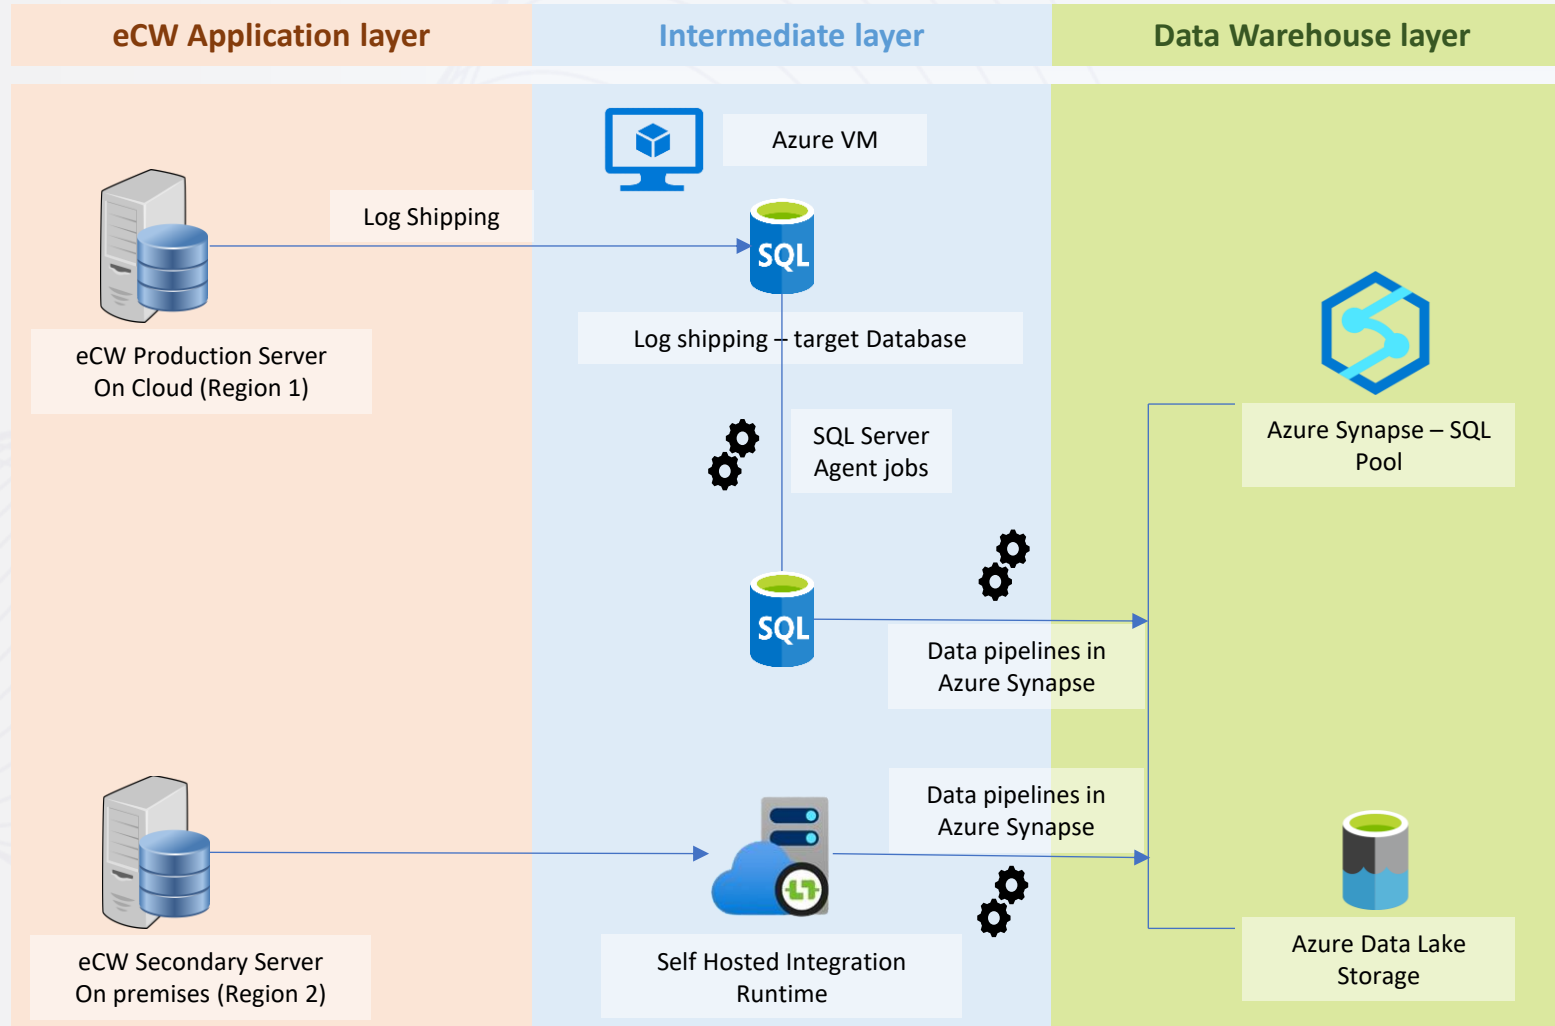 eCW Application layer
Intermediate layer
Data Warehouse layer
Azure VM
Log Shipping
SQL
Log shipping – target Database
eCW Production Server
On Cloud (Region 1)
SQL Server
Agent jobs
Azure Synapse – SQL
Pool
SQL
Data pipelines in
Azure Synapse
Data pipelines in
Azure Synapse
eCW Secondary Server
On premises (Region 2)
Self Hosted Integration
Runtime
Azure Data Lake
Storage